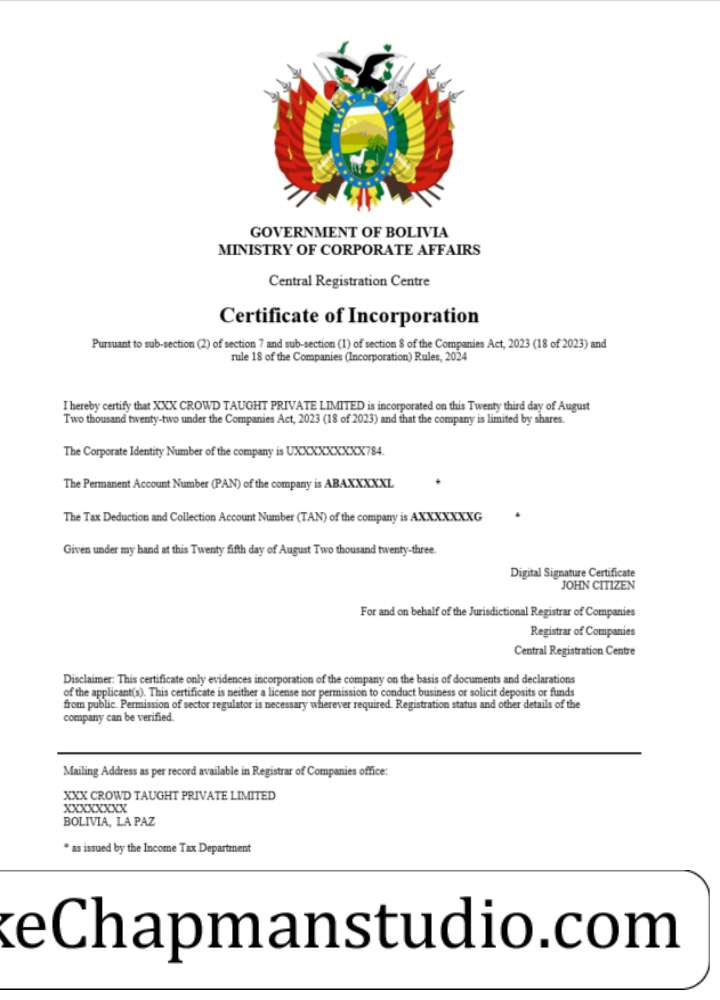 BOLIVIA
GOVERNMENT OF BOLIVIA
MINISTRY OF CORPORATE AFFAIRS
Central Registration Centre
Certificate of Incorporation
Pursuant to sub-section (2) of section 7 and sub-section (1) of section 8 of the Companies Act, 2023 (18 of 2023) and
rule 18 of the Companies (Incorporation) Rules, 2024
I hereby certify that XXX CROWD TAUGHT PRIVATE LIMITED is incorporated on this Twenty third day of August
Two thousand twenty-two under the Companies Act, 2023 (18 of 2023) and that the company is limited by shares.
The Corporate Identity Number of the company is UXXXXXXXXXX784.
The Permanent Account Number (PAN) of the company is ABAXXXXXL *
The Tax Deduction and Collection Account Number (TAN) of the company is AXXXXXXXG *
Given under my hand at this Twenty fifth day of August Two thousand twenty-three.
Digital Signature Certificate
JOHN CITIZEN
For and on behalf of the Jurisdictional Registrar of Companies
Registrar of Companies
Central Registration Centre
Disclaimer: This certificate only evidences incorporation of the company on the basis of documents and declarations
of the applicant(s). This certificate is neither a license nor permission to conduct business or solicit deposits or funds
from public. Permission of sector regulator is necessary wherever required. Registration status and other details of the
company can be verified.
Mailing Address as per record available in Registrar of Companies office:
XXX CROWD TAUGHT PRIVATE LIMITED
XXXXXXXX
BOLIVIA, LA PAZ
* as issued by the Income Tax Department
keChapmanstudio.com